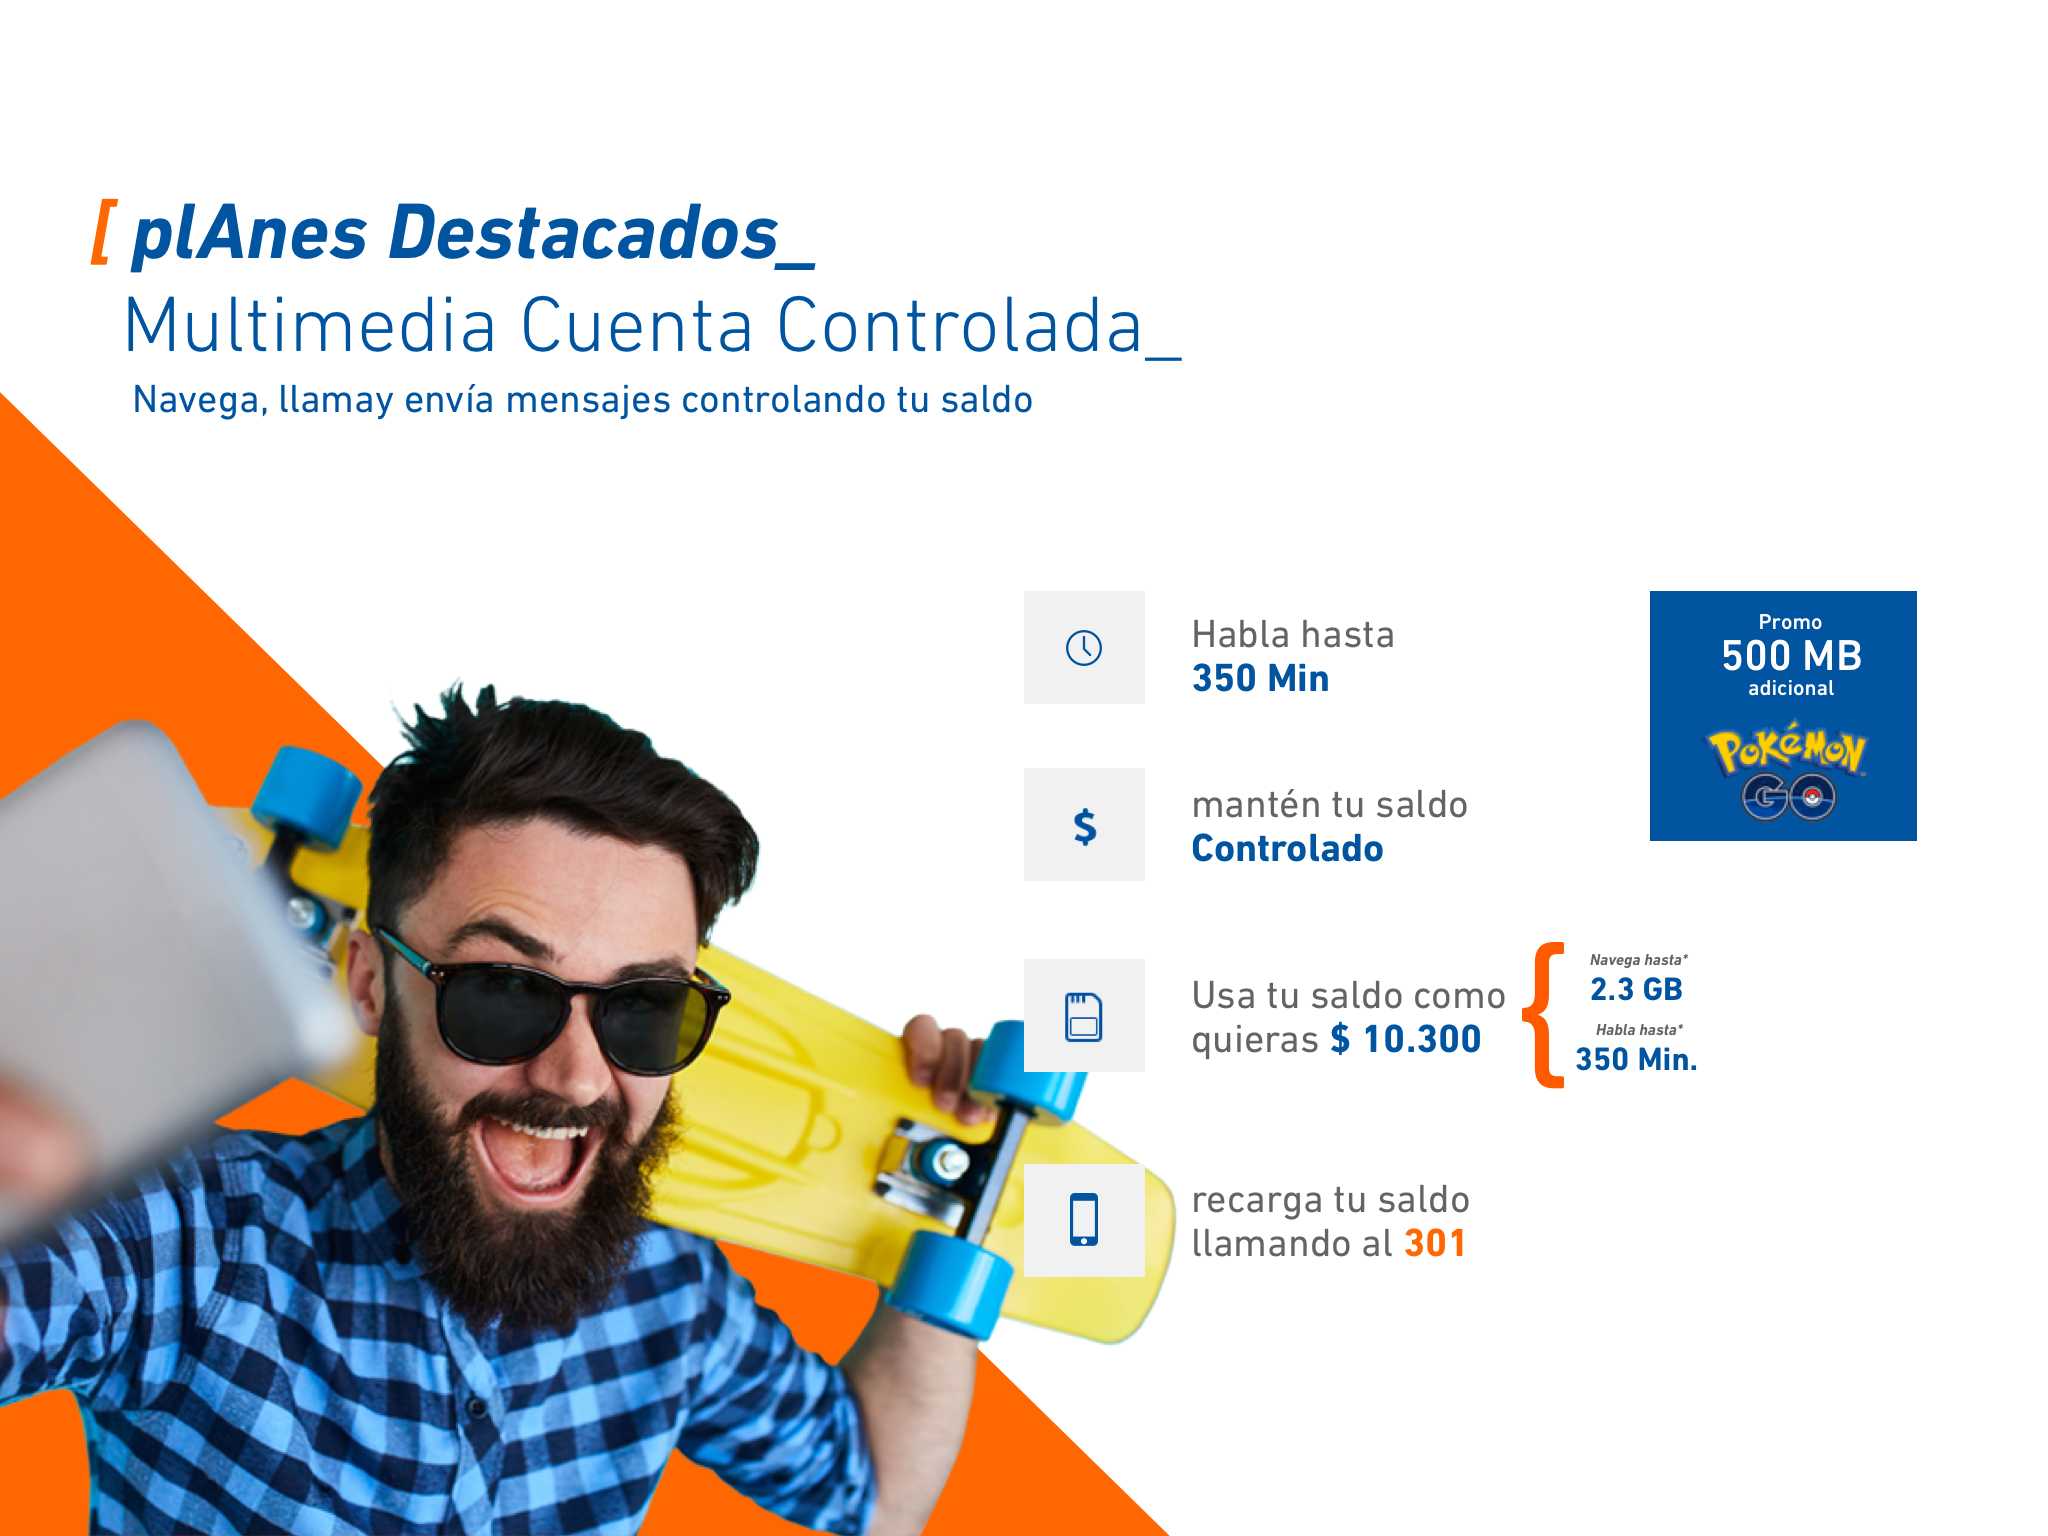 [ plAnes Destacados_
Multimedia Cuenta Controlada_
Navega, llamay envía mensajes controlando tu saldo
Habla hasta
350 Min
Promo
500 MB
adicional
POKéMON
GO
$
mantén tu saldo
Controlado
Usa tu saldo como
quieras $ 10.300
{
Navega hasta*
2.3 GB
Habla hasta*
350 Min.
recarga tu saldo
llamando al 301